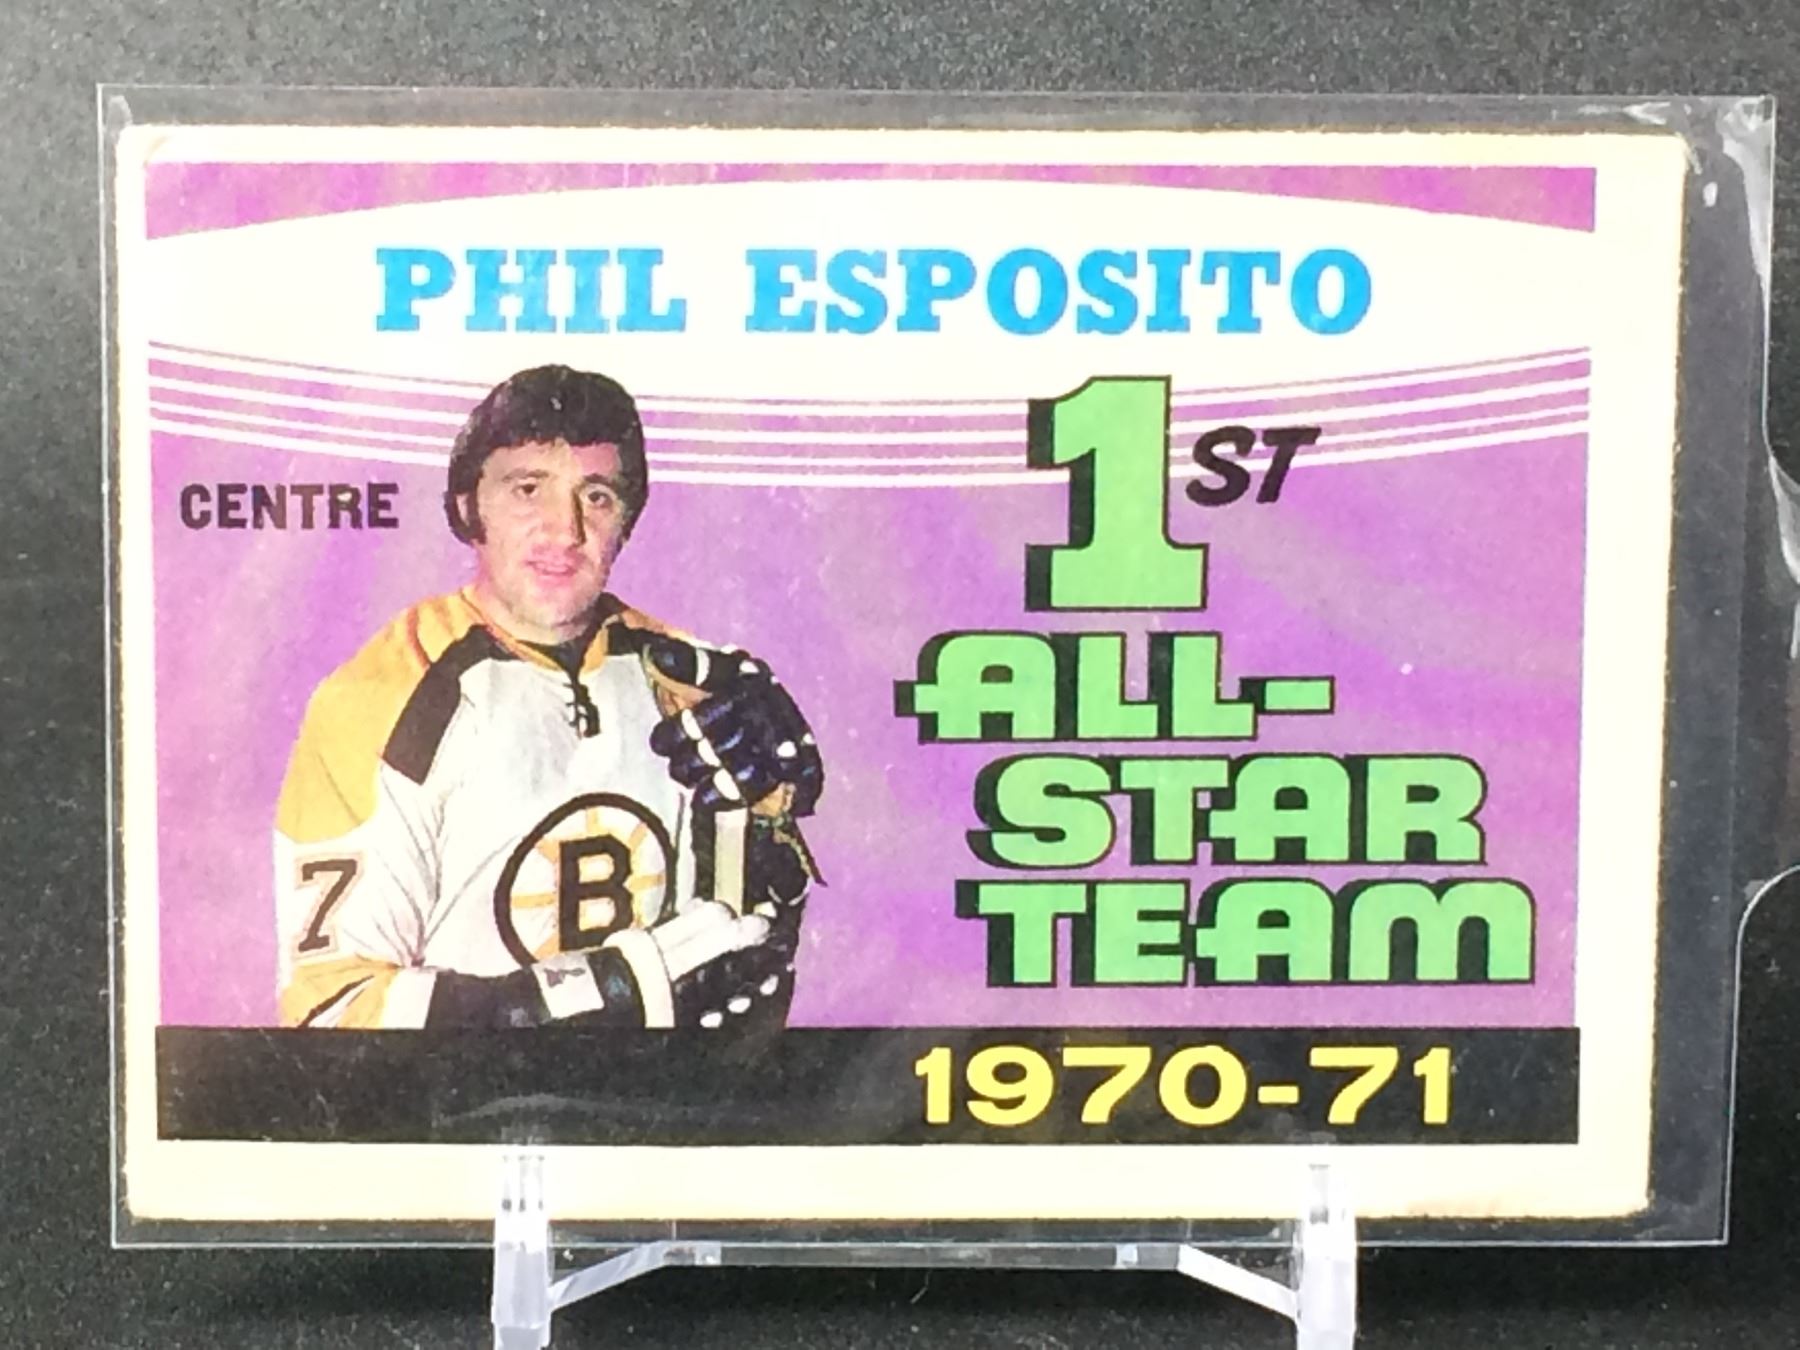 PHIL ESPOSITO
CENTRE
1ST
ALL-
STAR
TEAM
7
B
1970-71